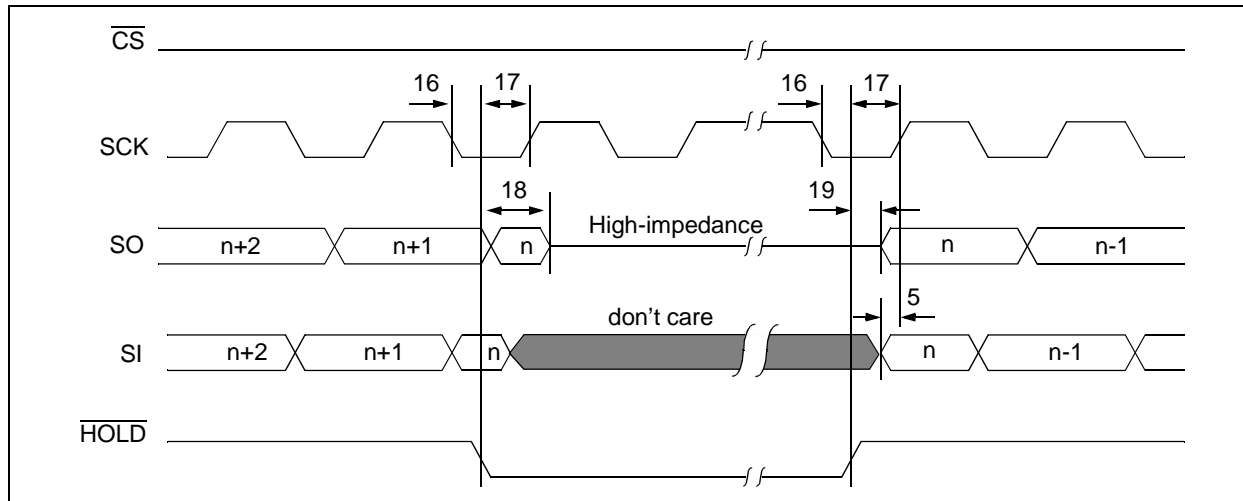 CS
16 17 16 17
SCK
18 High-impedance 19
SO n+2 n+1 n n n-1
5
don't care
SI n+2 n+1 n n n-1
HOLD